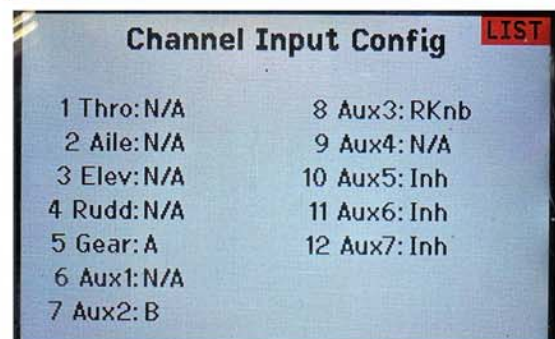 Channel Input Config
LIST
1 Thro: N/A
2 Aile: N/A
3 Elev: N/A
4 Rudd: N/A
5 Gear: A
6 Aux1: N/A
7 Aux2: B
8 Aux3: RKnb
9 Aux4: N/A
10 Aux5: Inh
11 Aux6: Inh
12 Aux7: Inh